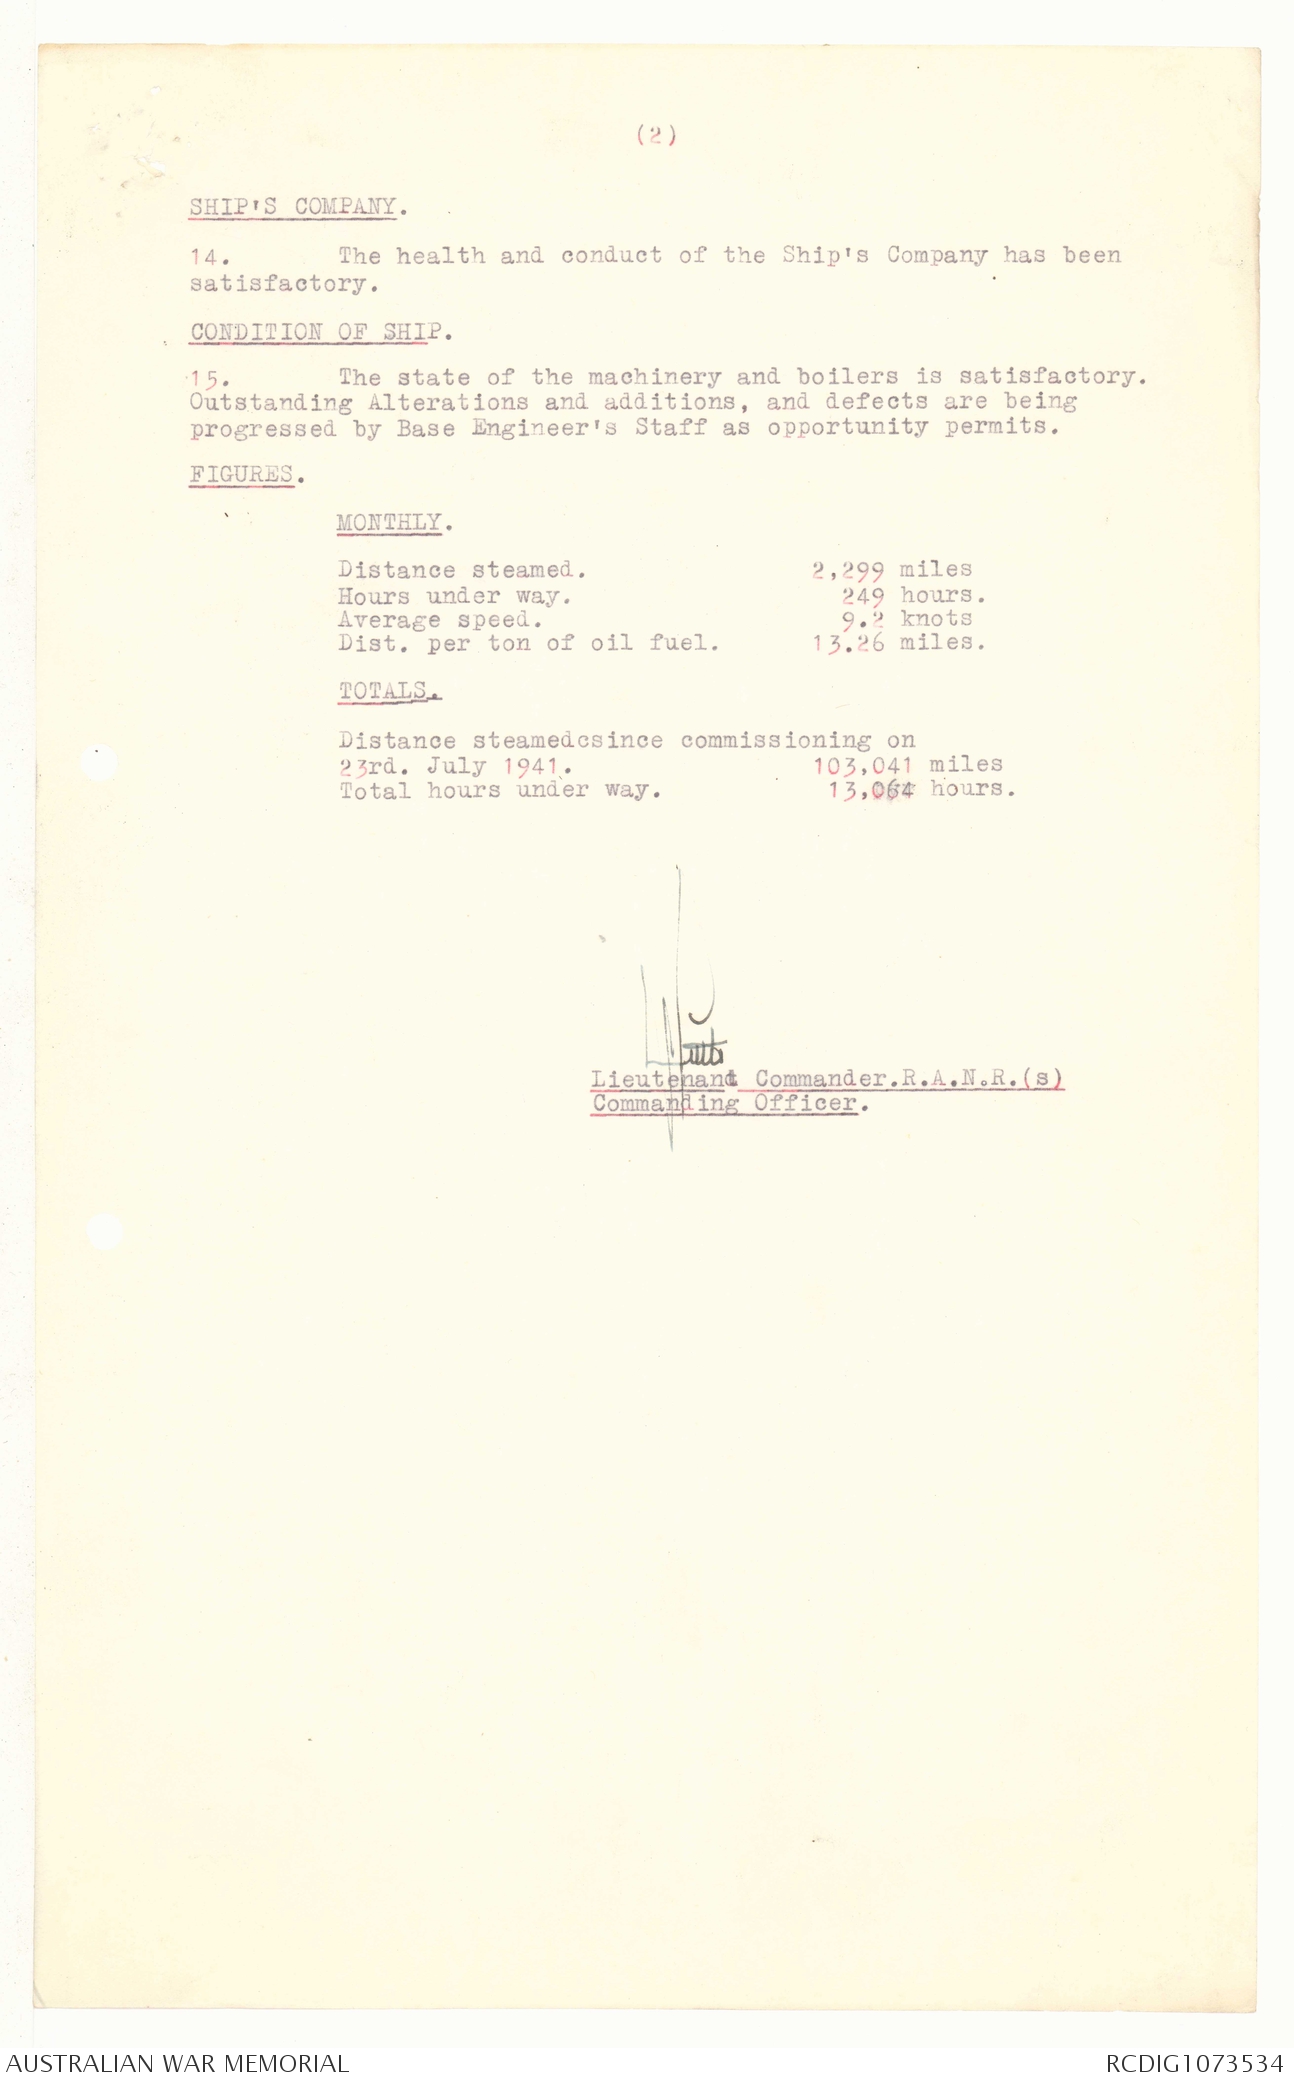 (2)
SHIP'S COMPANY.
14. The health and conduct of the Ship's Company has been
satisfactory.
CONDITION OF SHIP.
15. The state of the machinery and boilers is satisfactory.
Outstanding Alterations and additions, and defects are being
progressed by Base Engineer's Staff as opportunity permits.
FIGURES.
MONTHLY.
Distance steamed. 2,299 miles
Hours under way. 249 hours.
Average speed. 9.2 knots
Dist. per ton of oil fuel. 13.26 miles.
TOTALS.
Distance steamedcsince commissioning on
23rd. July 1941. 103,041 miles
Total hours under way. 13,064 hours.
Lieutenant Commander.R.A.N.R.(s)
Commanding Officer.
AUSTRALIAN WAR MEMORIAL
RCDIG1073534